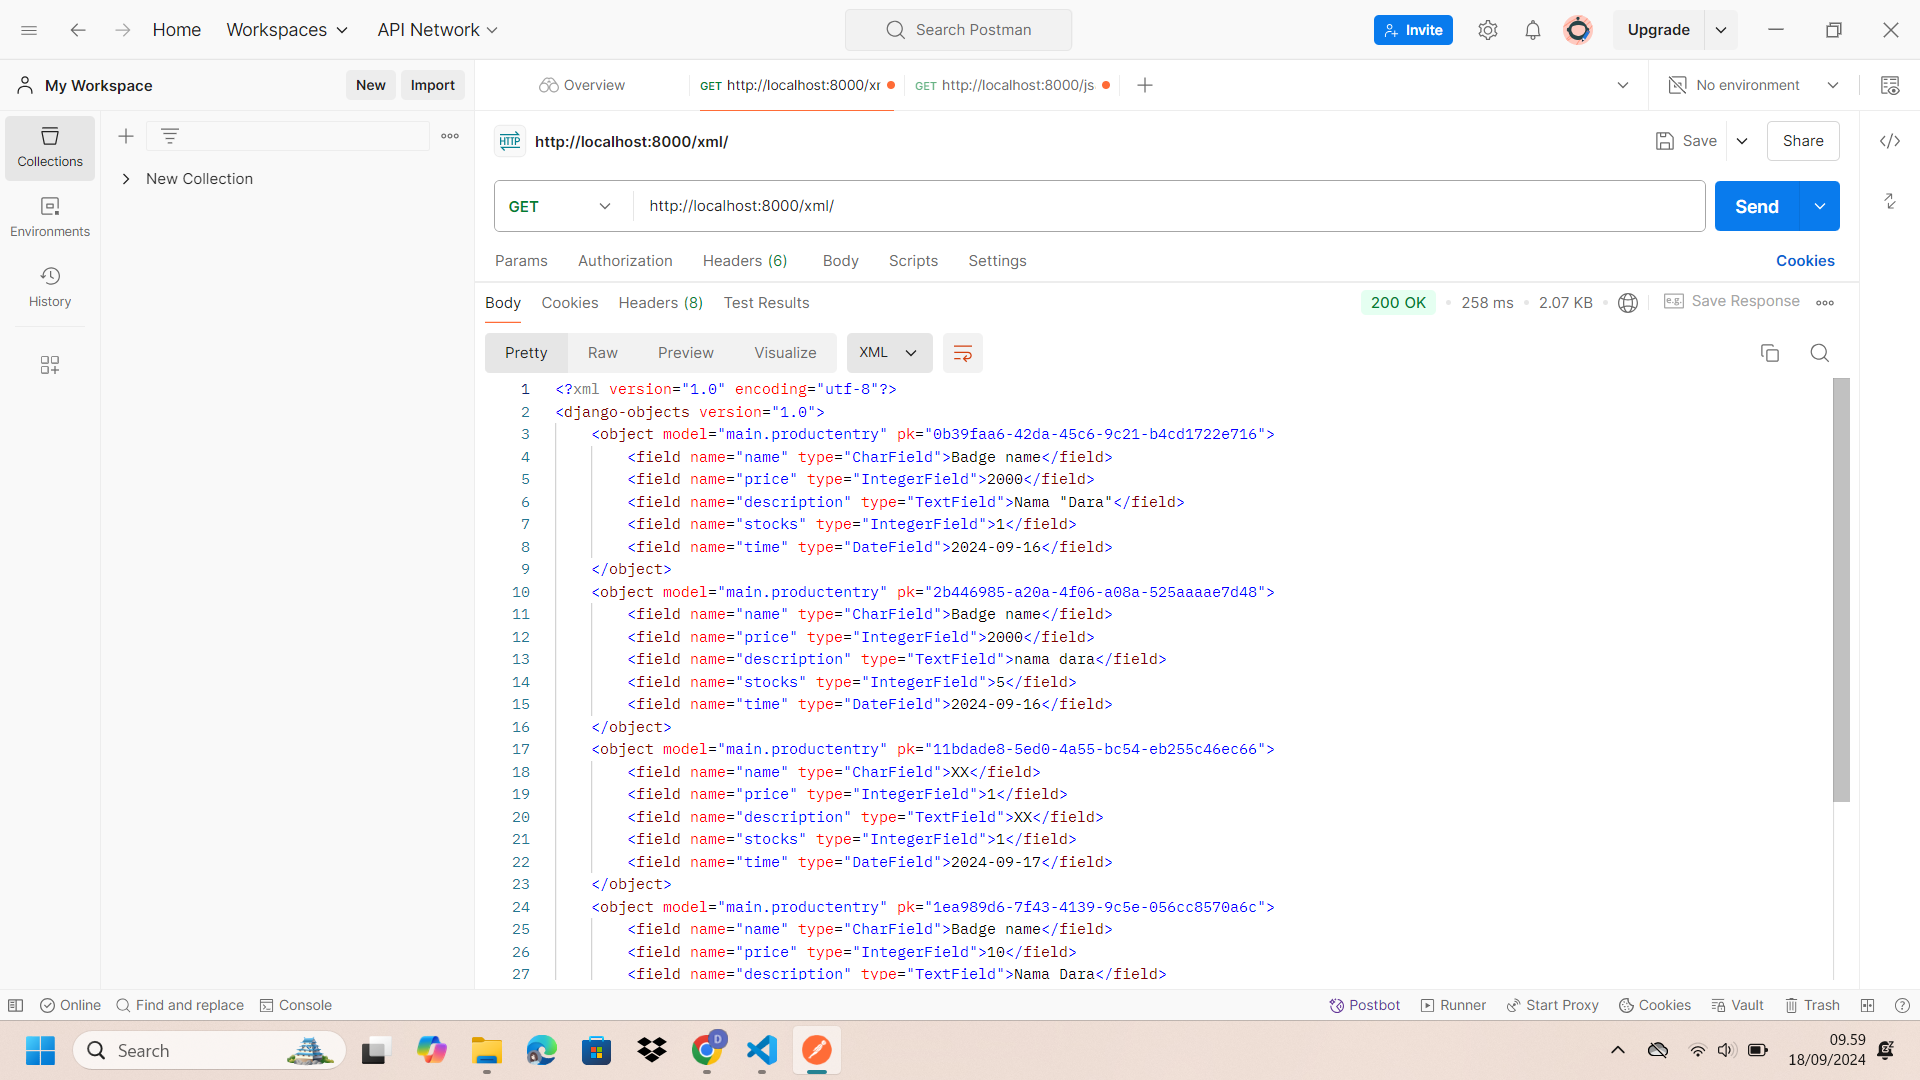 Home
Workspaces
API Network
Search Postman
Invite
Upgrade
My Workspace
New
Import
Overview
GET http://localhost:8000/xr
GET http://localhost:8000/js
No environment
Collections
New Collection
Environments
History
HTTP
http://localhost:8000/xml/
Save
Share
GET
http://localhost:8000/xml/
Send
Params
Authorization
Headers (6)
Body
Scripts
Settings
Cookies
Body
Cookies
Headers (8)
Test Results
200 OK
258 ms
2.07 KB
e.g.
Save Response
Pretty
Raw
Preview
Visualize
XML
1 <?xml version="1.0" encoding="utf-8"?>
2 <django-objects version="1.0">
3 <object model="main.productentry" pk="0b39faa6-42da-45c6-9c21-b4cd1722e716">
4 <field name="name" type="CharField">Badge name</field>
5 <field name="price" type="IntegerField">2000</field>
6 <field name="description" type="TextField">Nama "Dara"</field>
7 <field name="stocks" type="IntegerField">1</field>
8 <field name="time" type="DateField">2024-09-16</field>
9 </object>
10 <object model="main.productentry" pk="2b446985-a20a-4f06-a08a-525aaaae7d48">
11 <field name="name" type="CharField">Badge name</field>
12 <field name="price" type="IntegerField">2000</field>
13 <field name="description" type="TextField">nama dara</field>
14 <field name="stocks" type="IntegerField">5</field>
15 <field name="time" type="DateField">2024-09-16</field>
16 </object>
17 <object model="main.productentry" pk="11bdade8-5ed0-4a55-bc54-eb255c46ec66">
18 <field name="name" type="CharField">XX</field>
19 <field name="price" type="IntegerField">1</field>
20 <field name="description" type="TextField">XX</field>
21 <field name="stocks" type="IntegerField">1</field>
22 <field name="time" type="DateField">2024-09-17</field>
23 </object>
24 <object model="main.productentry" pk="1ea989d6-7f43-4139-9c5e-056cc8570a6c">
25 <field name="name" type="CharField">Badge name</field>
26 <field name="price" type="IntegerField">10</field>
27 <field name="description" type="TextField">Nama Dara</field>
Online
Find and replace
Console
Postbot
Runner
Start Proxy
Cookies
Vault
Trash
Search
D
09.59
18/09/2024